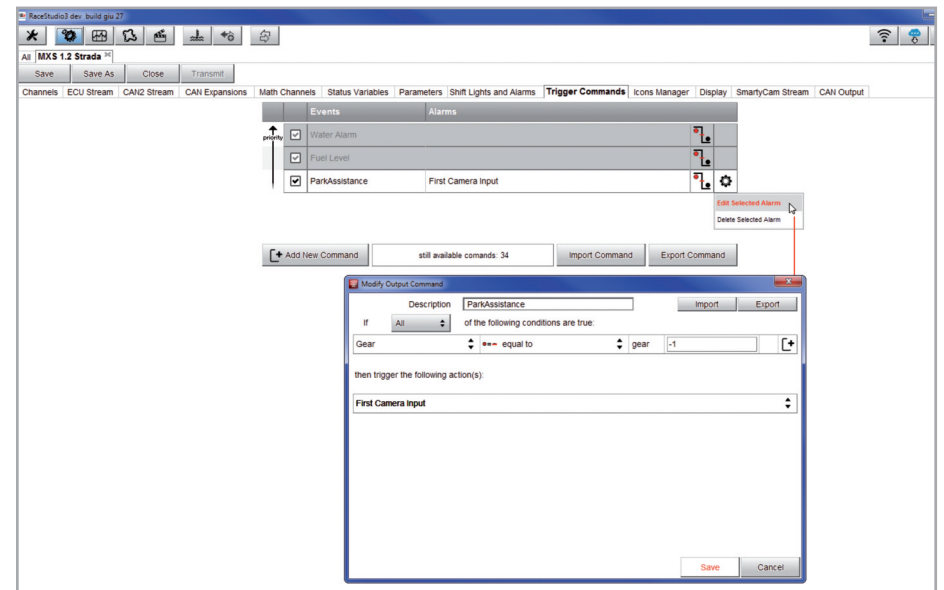 RaceStudio3 dev build giu 27
All MXS 1.2 Strada
Save Save As Close Transmit
Channels ECU Stream CAN2 Stream CAN Expansions Math Channels Status Variables Parameters Shift Lights and Alarms Trigger Commands Icons Manager Display SmartyCam Stream CAN Output
Events Alarms
priority Water Alarm
Fuel Level
ParkAssistance First Camera Input
Edit Selected Alarm
Delete Selected Alarm
Add New Command still available comands: 34 Import Command Export Command
Modify Output Command
Description ParkAssistance Import Export
If All of the following conditions are true:
Gear equal to gear -1
then trigger the following action(s):
First Camera Input
Save Cancel